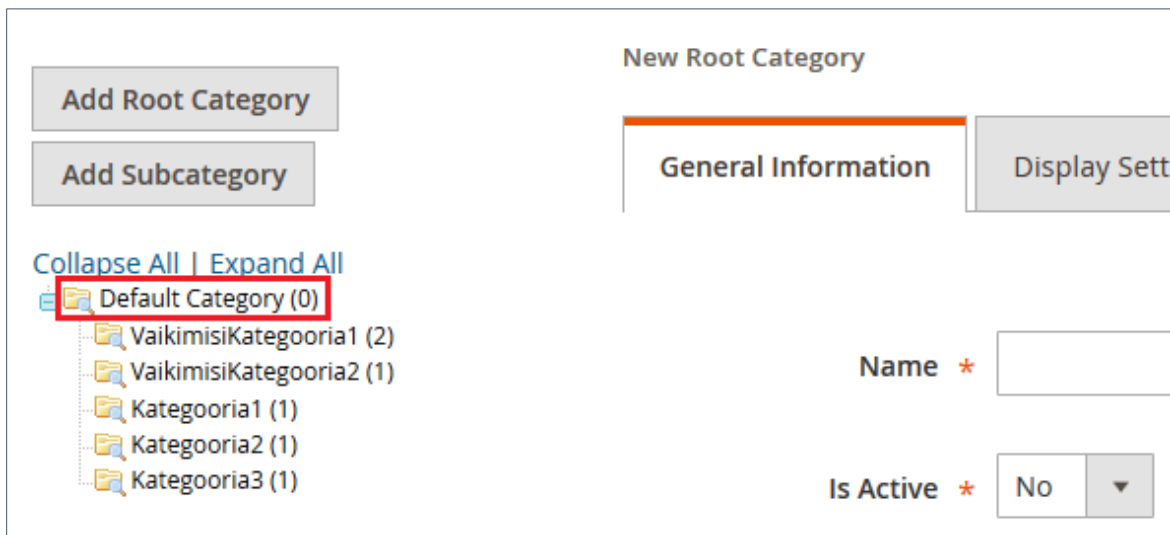 New Root Category
Add Root Category
Add Subcategory
General Information
Display Sett
Collapse All | Expand All
Default Category (0)
VaikimisiKategooria1 (2)
VaikimisiKategooria2 (1)
Kategooria1 (1)
Kategooria2 (1)
Kategooria3 (1)
Name *
Is Active * No